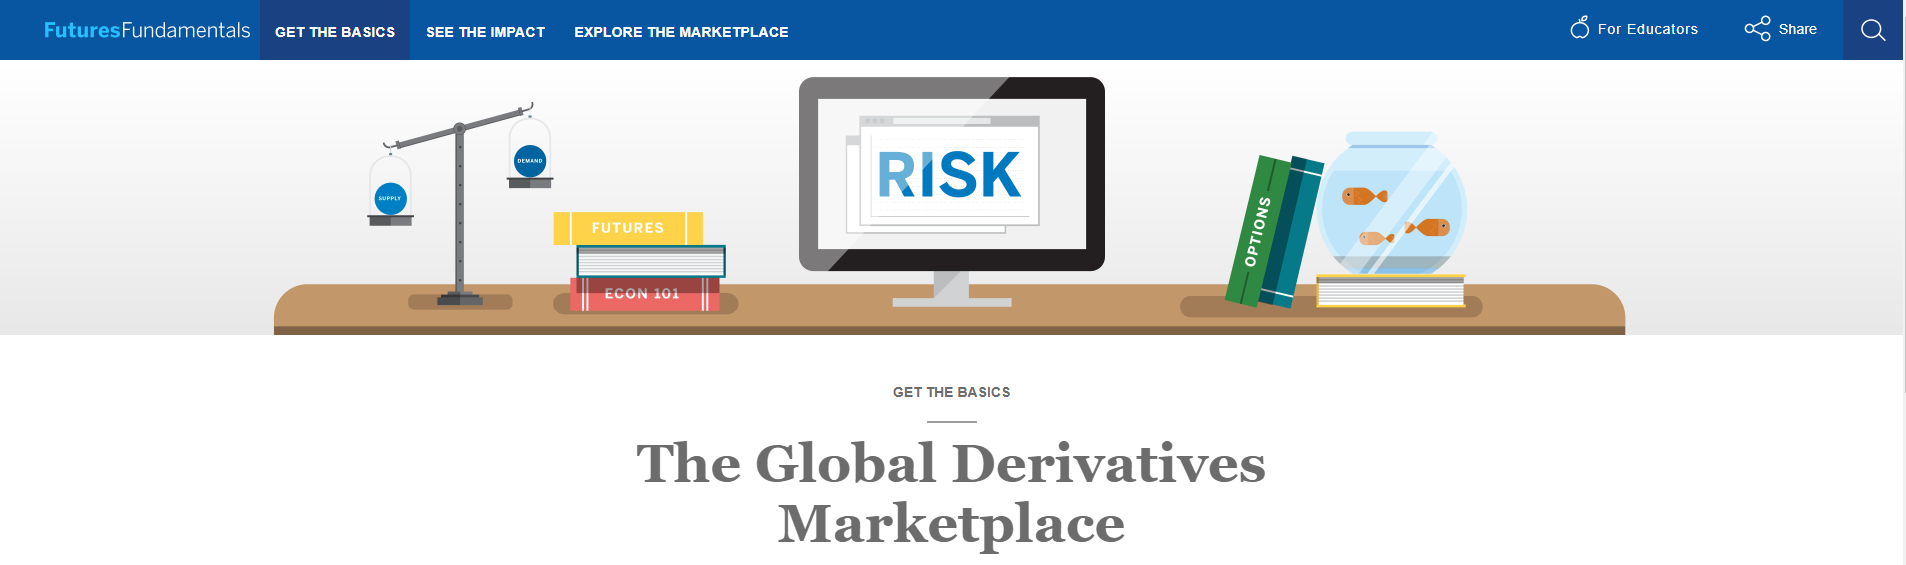 FuturesFundamentals GET THE BASICS SEE THE IMPACT EXPLORE THE MARKETPLACE For Educators Share
DEMAND
SUPPLY
FUTURES
ECON 101
RISK
OPTIONS
GET THE BASICS
The Global Derivatives
Marketplace